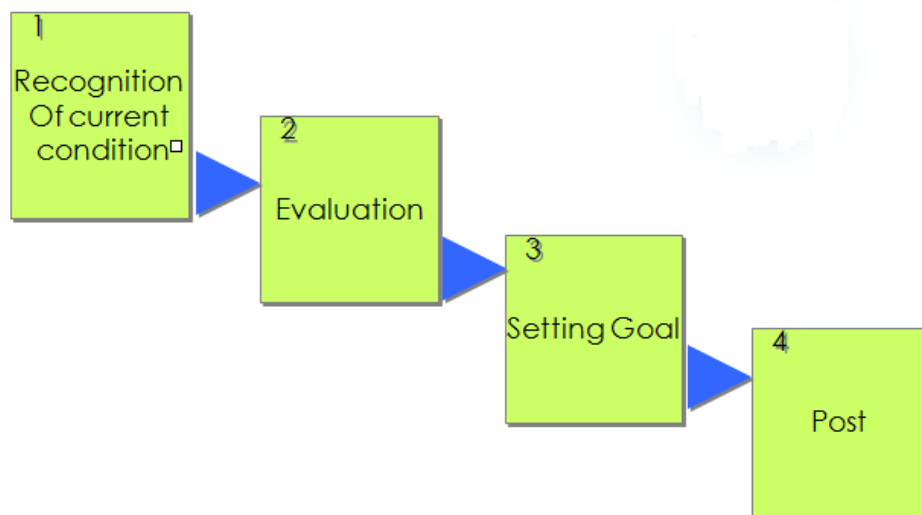 1
Recognition
Of current
condition
2
Evaluation
3
Setting Goal
4
Post